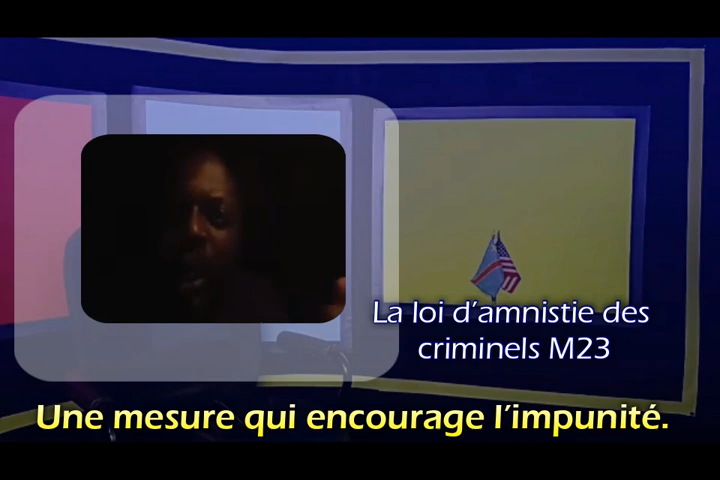 La loi d'amnistie des
criminels M23
Une mesure qui encourage l'impunité.